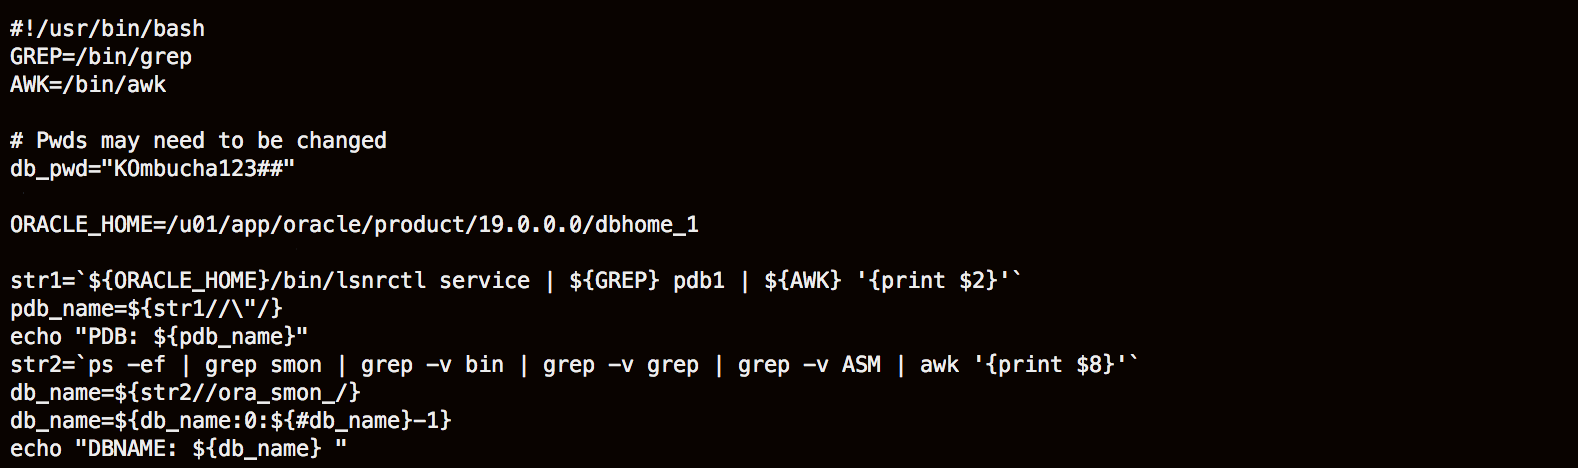 #!/usr/bin/bash
GREP=/bin/grep
AWK=/bin/awk
# Pwds may need to be changed
db_pwd="KOmbucha123##"
ORACLE_HOME=/u01/app/oracle/product/19.0.0.0/dbhome_1
str1=`${ORACLE_HOME}/bin/lsnrctl service | ${GREP} pdb1 | ${AWK} '{print $2}'`
pdb_name=${str1//\"/}
echo "PDB: ${pdb_name}"
str2=`ps -ef | grep smon | grep -v bin | grep -v grep | grep -v ASM | awk '{print $8}'`
db_name=${str2//ora_smon_/}
db_name=${db_name:0:${#db_name}-1}
echo "DBNAME: ${db_name} "